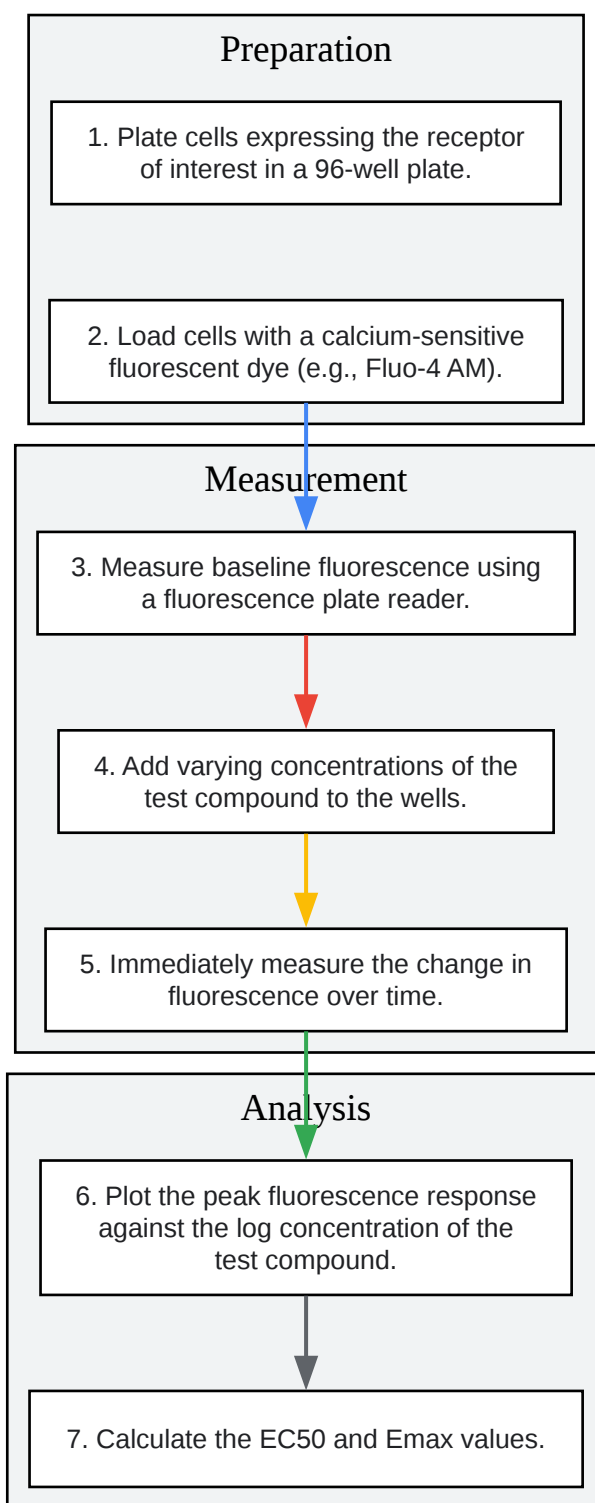 Preparation
1. Plate cells expressing the receptor
of interest in a 96-well plate.
2. Load cells with a calcium-sensitive
fluorescent dye (e.g., Fluo-4 AM).
Measurement
3. Measure baseline fluorescence using
a fluorescence plate reader.
4. Add varying concentrations of the
test compound to the wells.
5. Immediately measure the change in
fluorescence over time.
Analysis
6. Plot the peak fluorescence response
against the log concentration of the
test compound.
7. Calculate the EC50 and Emax values.